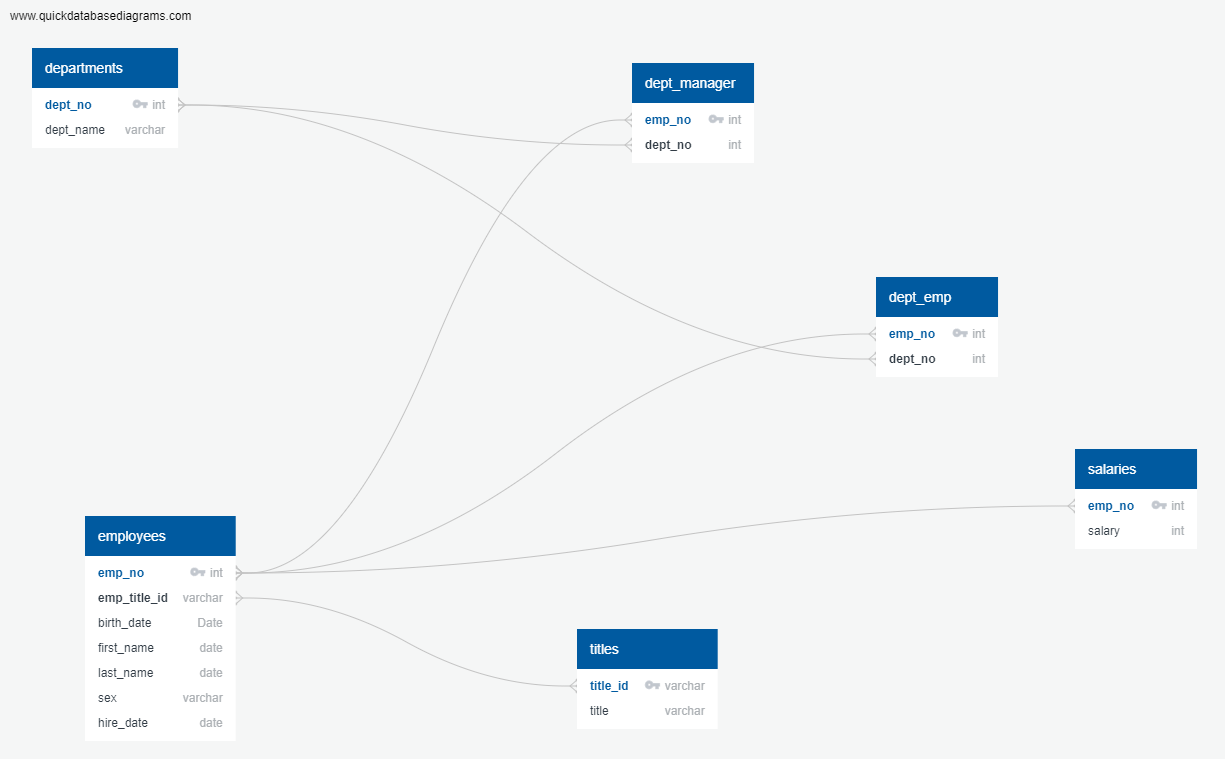 www.quickdatabasediagrams.com
departments
dept_no int
dept_name varchar
dept_manager
emp_no int
dept_no int
dept_emp
emp_no int
dept_no int
salaries
emp_no int
salary int
employees
emp_no int
emp_title_id varchar
birth_date Date
first_name date
last_name date
sex varchar
hire_date date
titles
title_id varchar
title varchar